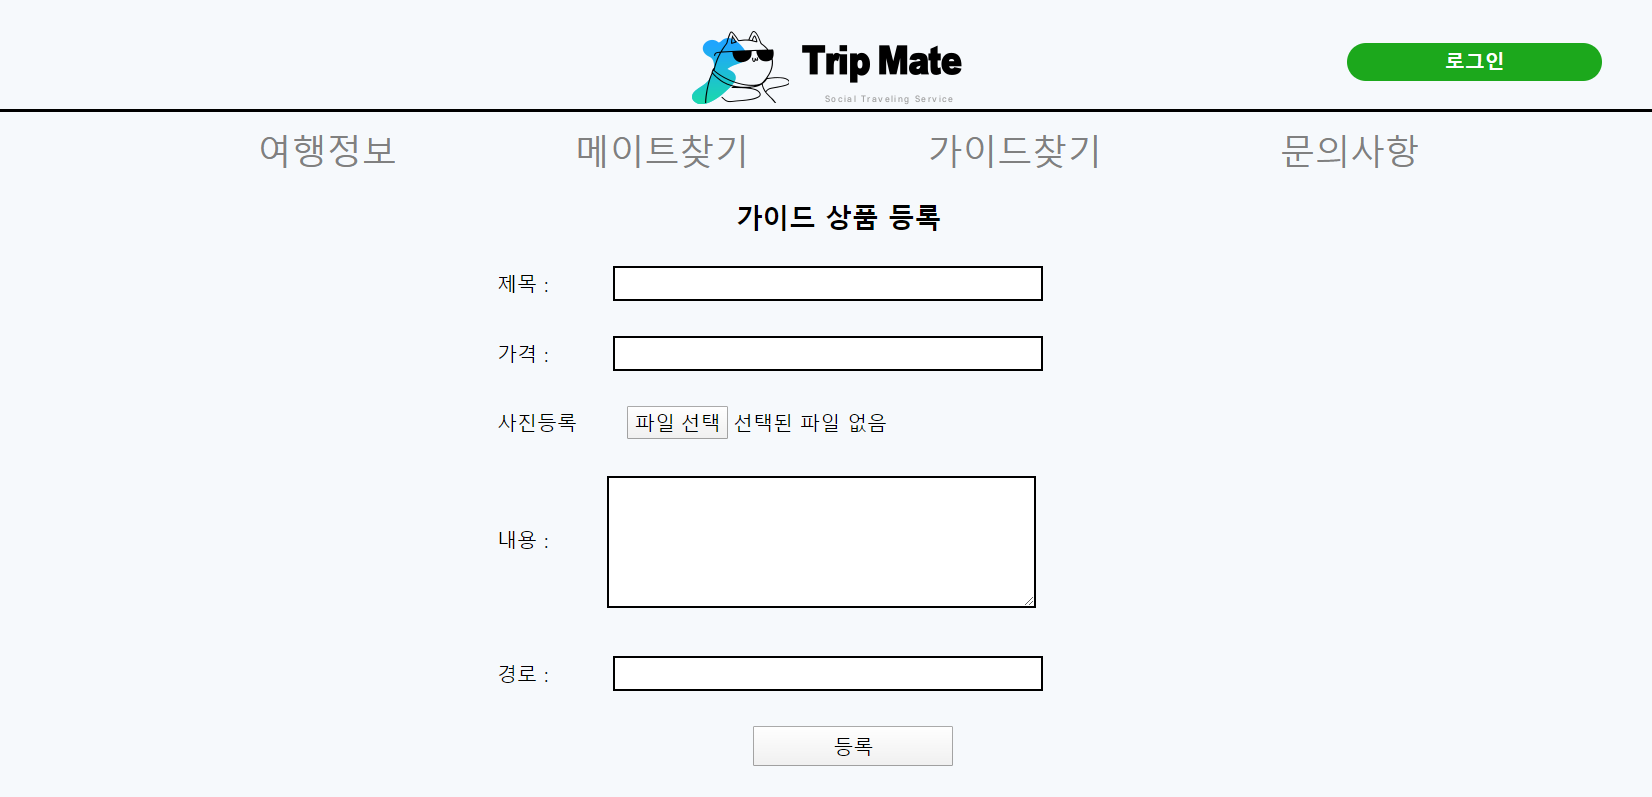 Trip Mate
Social Traveling Service
로그인
여행정보 메이트찾기 가이드찾기 문의사항
가이드 상품 등록
제목 :
가격 :
사진등록 파일 선택 선택된 파일 없음
내용 :
경로 :
등록